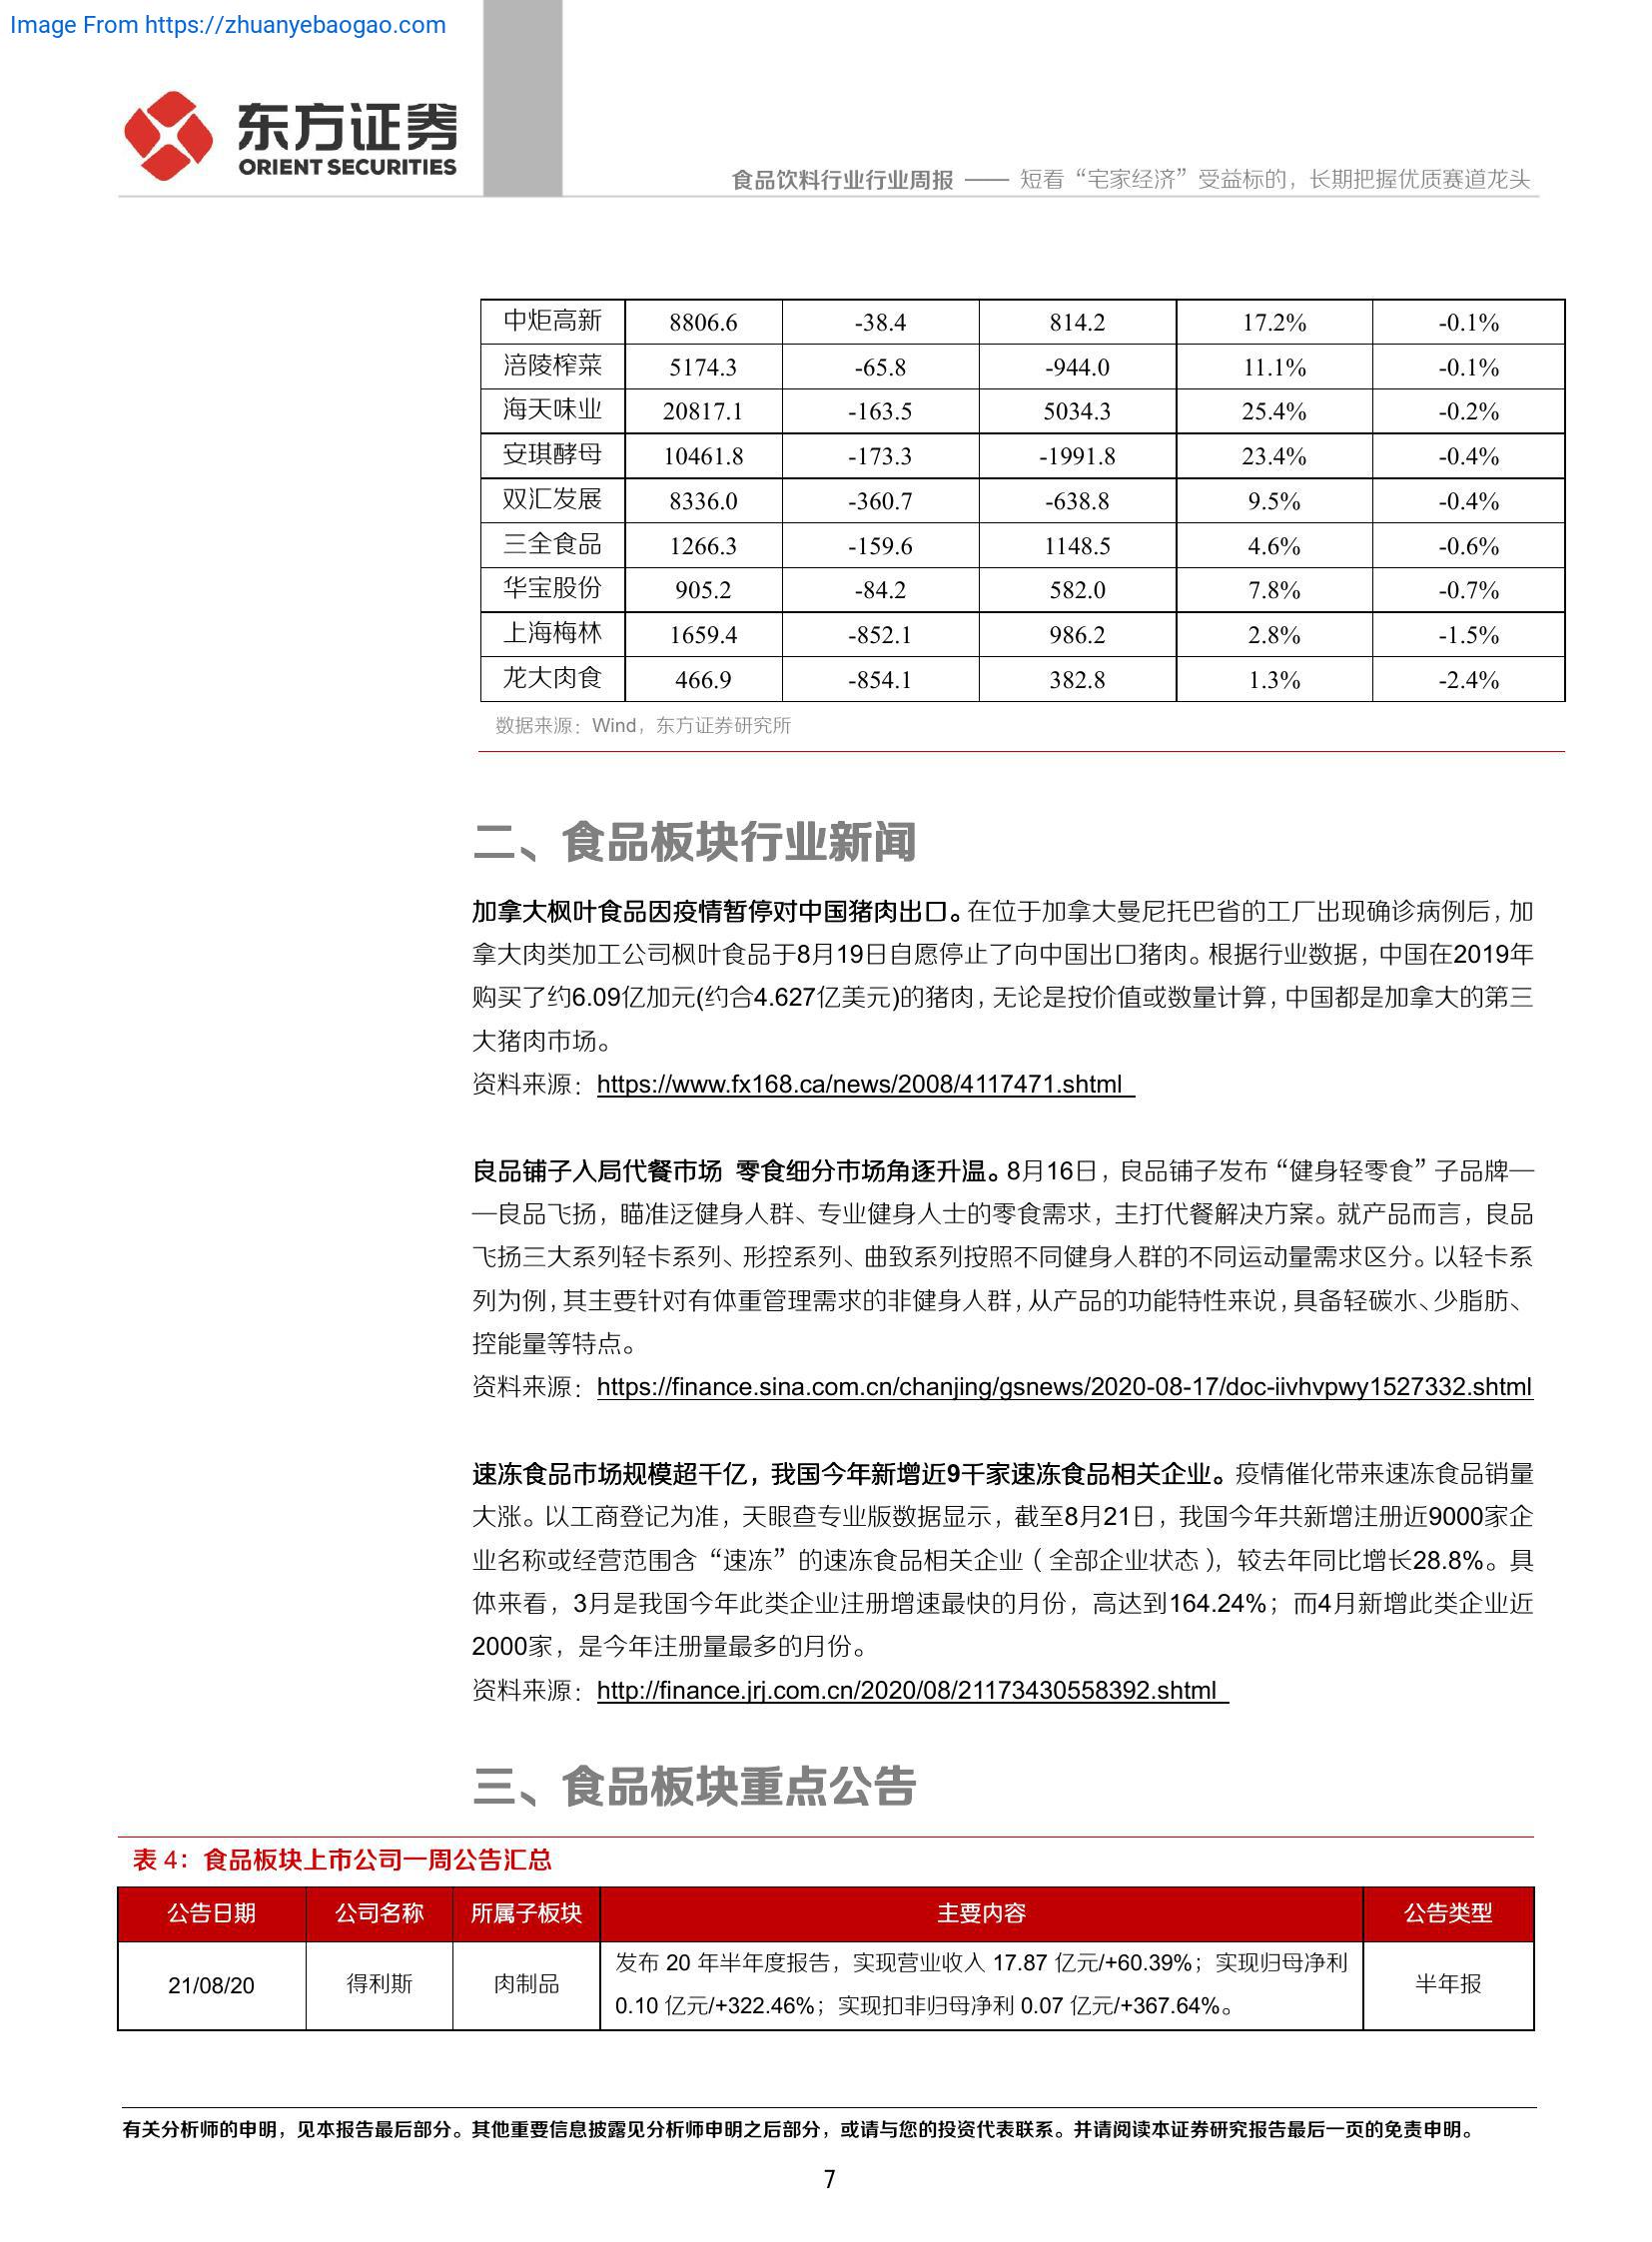 Image From https://zhuanyebaogao.com
东方证券
ORIENT SECURITIES
食品饮料行业行业周报 —— 短看“宅家经济”受益标的，长期把握优质赛道龙头
中炬高新 8806.6 -38.4 814.2 17.2% -0.1%
涪陵榨菜 5174.3 -65.8 -944.0 11.1% -0.1%
海天味业 20817.1 -163.5 5034.3 25.4% -0.2%
安琪酵母 10461.8 -173.3 -1991.8 23.4% -0.4%
双汇发展 8336.0 -360.7 -638.8 9.5% -0.4%
三全食品 1266.3 -159.6 1148.5 4.6% -0.6%
华宝股份 905.2 -84.2 582.0 7.8% -0.7%
上海梅林 1659.4 -852.1 986.2 2.8% -1.5%
龙大肉食 466.9 -854.1 382.8 1.3% -2.4%
数据来源：Wind，东方证券研究所
二、食品板块行业新闻
加拿大枫叶食品因疫情暂停对中国猪肉出口。在位于加拿大曼尼托巴省的工厂出现确诊病例后，加
拿大肉类加工公司枫叶食品于8月19日自愿停止了向中国出口猪肉。根据行业数据，中国在2019年
购买了约6.09亿加元(约合4.627亿美元)的猪肉，无论是按价值或数量计算，中国都是加拿大的第三
大猪肉市场。
资料来源：https://www.fx168.ca/news/2008/4117471.shtml
良品铺子入局代餐市场 零食细分市场角逐升温。8月16日，良品铺子发布“健身轻零食”子品牌—
—良品飞扬，瞄准泛健身人群、专业健身人士的零食需求，主打代餐解决方案。就产品而言，良品
飞扬三大系列轻卡系列、形控系列、曲致系列按照不同健身人群的不同运动量需求区分。以轻卡系
列为例，其主要针对有体重管理需求的非健身人群，从产品的功能特性来说，具备轻碳水、少脂肪、
控能量等特点。
资料来源：https://finance.sina.com.cn/chanjing/gsnews/2020-08-17/doc-iivhvpwy1527332.shtml
速冻食品市场规模超千亿，我国今年新增近9千家速冻食品相关企业。疫情催化带来速冻食品销量
大涨。以工商登记为准，天眼查专业版数据显示，截至8月21日，我国今年共新增注册近9000家企
业名称或经营范围含“速冻”的速冻食品相关企业（全部企业状态），较去年同比增长28.8%。具
体来看，3月是我国今年此类企业注册增速最快的月份，高达到164.24%；而4月新增此类企业近
2000家，是今年注册量最多的月份。
资料来源：http://finance.jrj.com.cn/2020/08/21173430558392.shtml
三、食品板块重点公告
表 4：食品板块上市公司一周公告汇总
公告日期 公司名称 所属子板块 主要内容 公告类型
21/08/20 得利斯 肉制品 发布 20 年半年度报告，实现营业收入 17.87 亿元/+60.39%；实现归母净利 半年报
0.10 亿元/+322.46%；实现扣非归母净利 0.07 亿元/+367.64%。
有关分析师的申明，见本报告最后部分。其他重要信息披露见分析师申明之后部分，或请与您的投资代表联系。并请阅读本证券研究报告最后一页的免责申明。
7